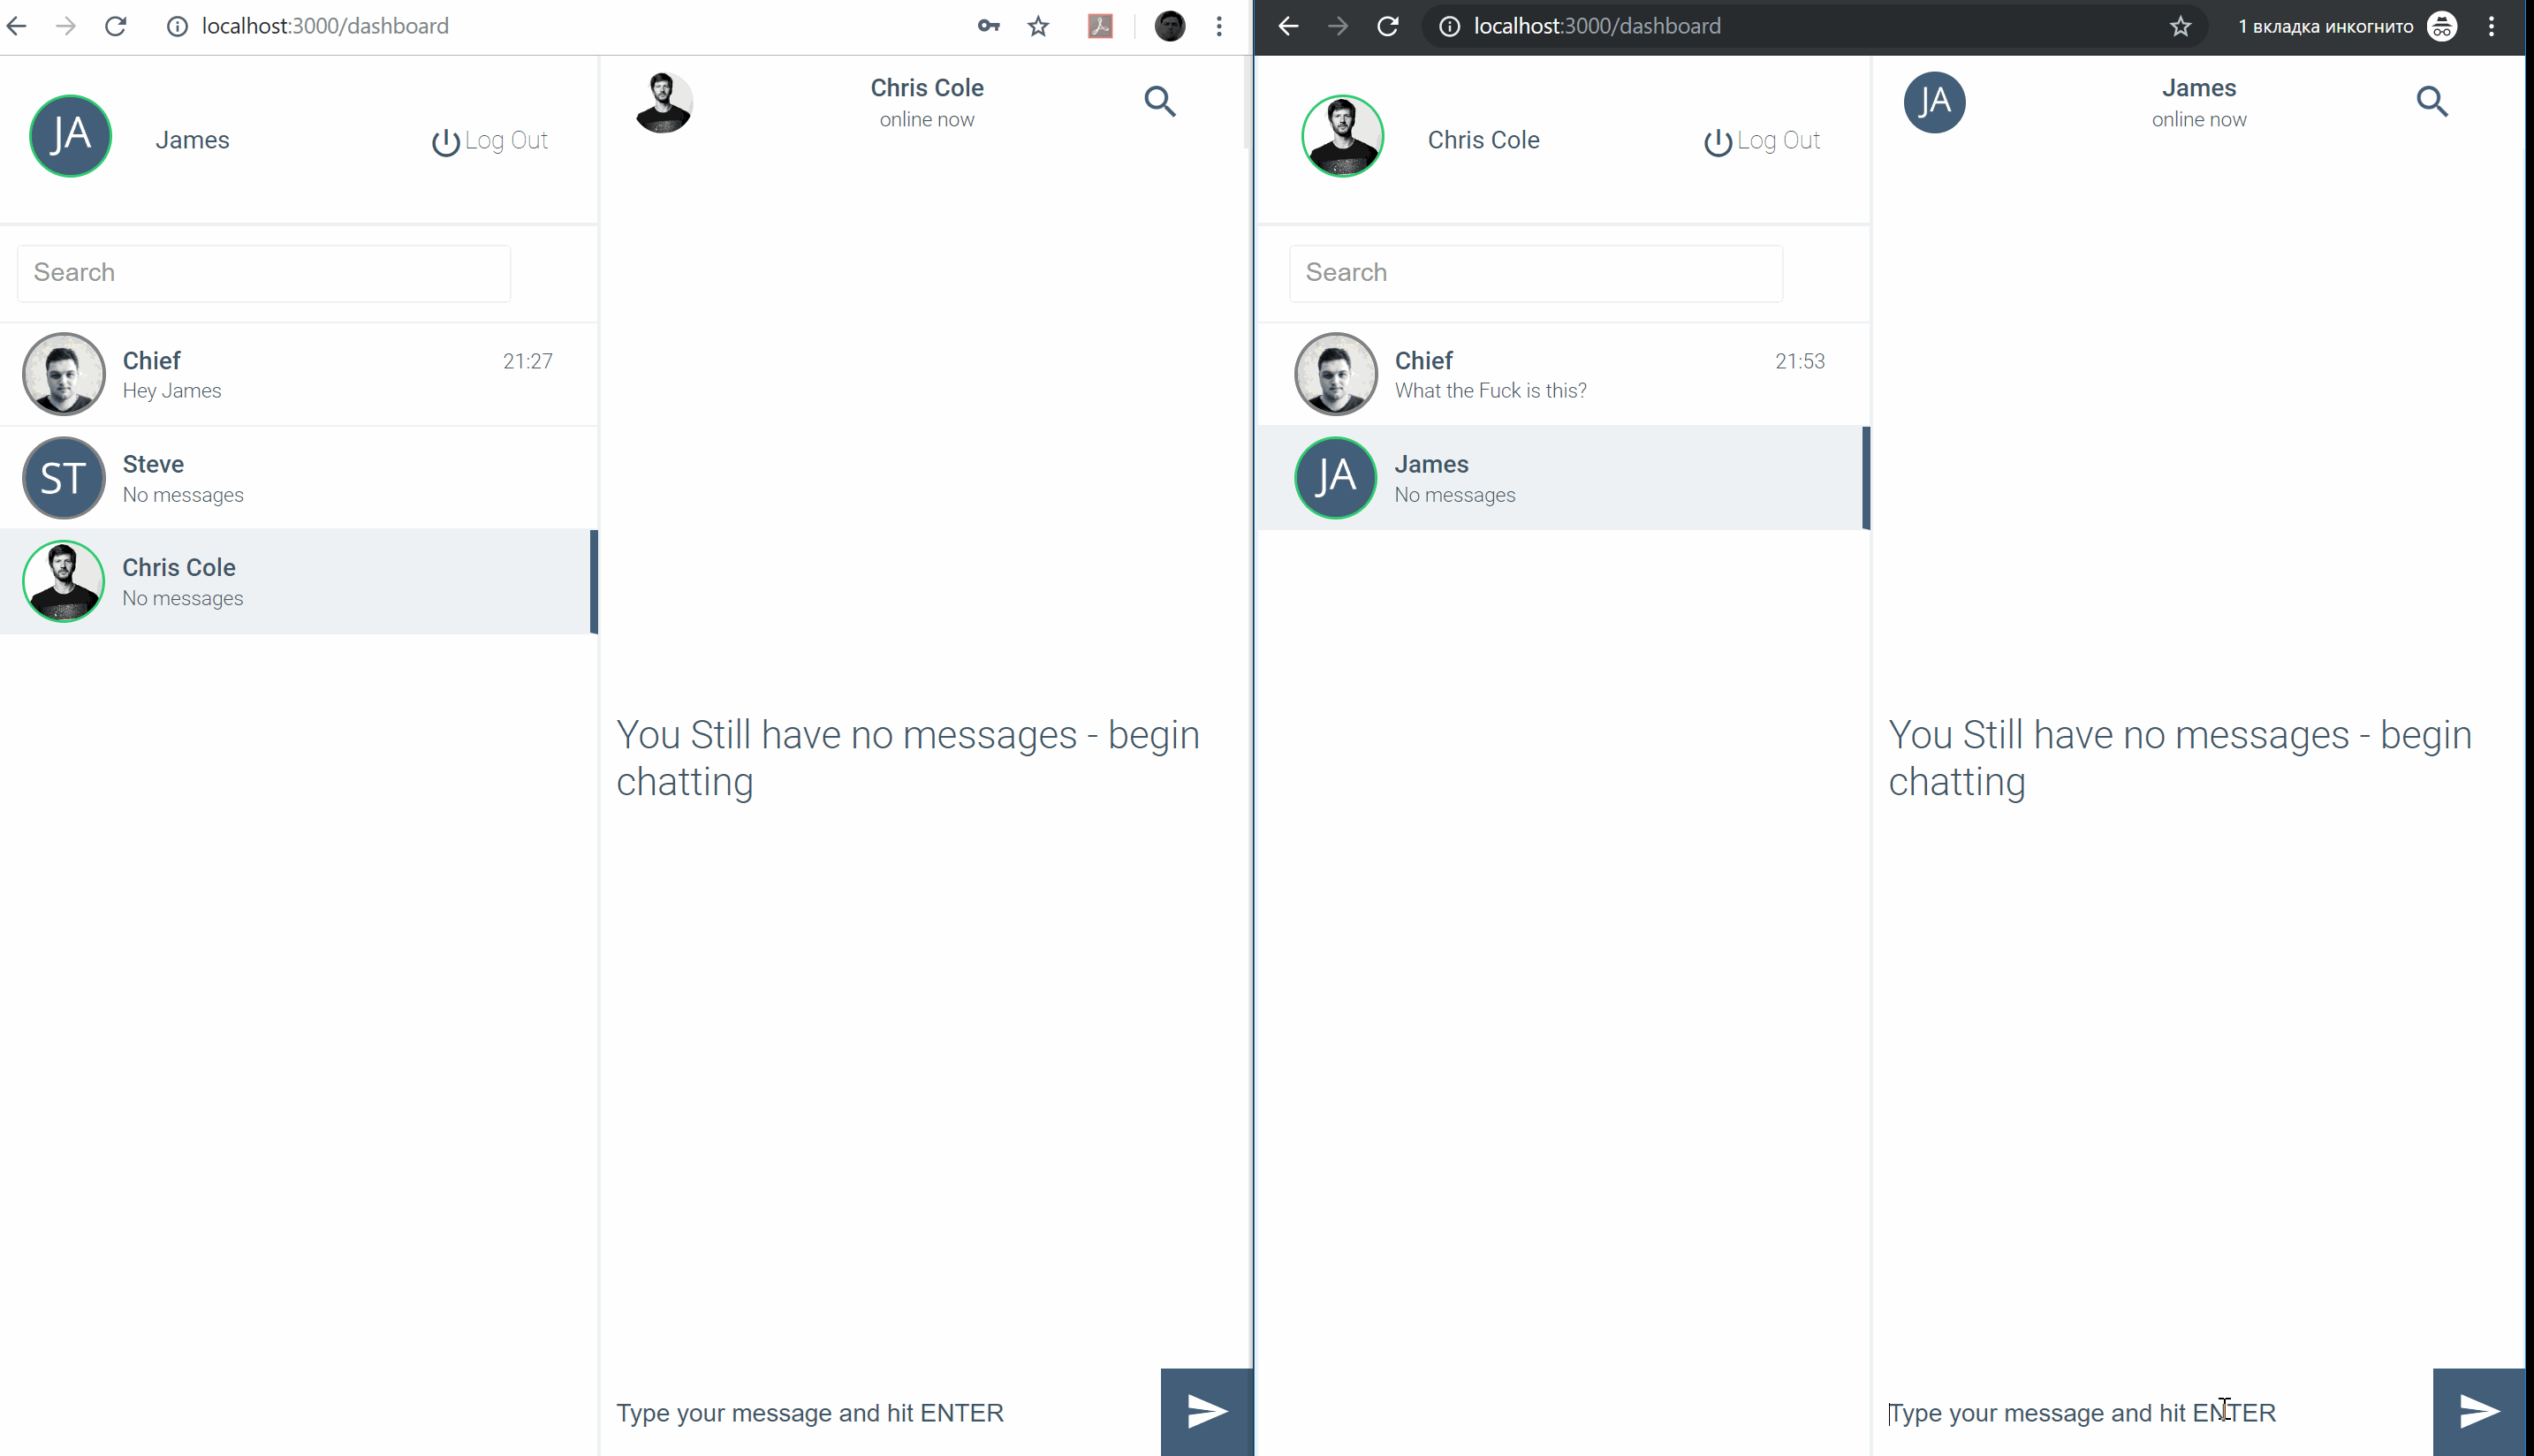 localhost:3000/dashboard
JA
James
Log Out
Search
Chief
21:27
Hey James
ST
Steve
No messages
Chris Cole
No messages
Chris Cole
online now
You Still have no messages - begin
chatting
Type your message and hit ENTER
localhost:3000/dashboard
1 вкладка инкогнито
Chris Cole
Log Out
Search
Chief
21:53
What the Fuck is this?
JA
James
No messages
JA
James
online now
You Still have no messages - begin
chatting
Type your message and hit ENTER